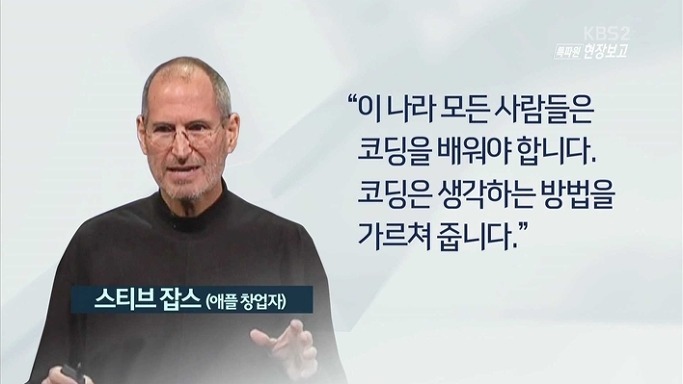 KBS2
특파원 현장보고
“이 나라 모든 사람들은
코딩을 배워야 합니다.
코딩은 생각하는 방법을
가르쳐 줍니다.”
스티브 잡스 (애플 창업자)